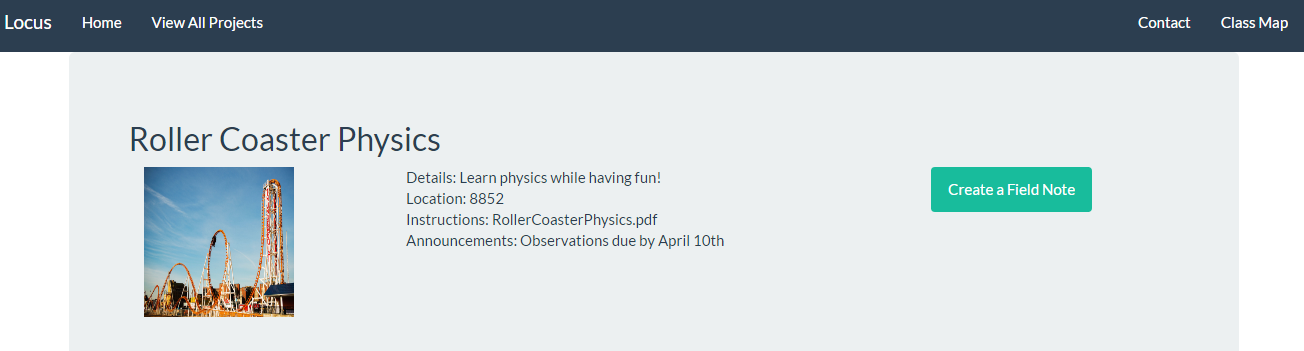 Locus Home View All Projects Contact Class Map
Roller Coaster Physics
Details: Learn physics while having fun!
Location: 8852
Instructions: RollerCoasterPhysics.pdf
Announcements: Observations due by April 10th
Create a Field Note